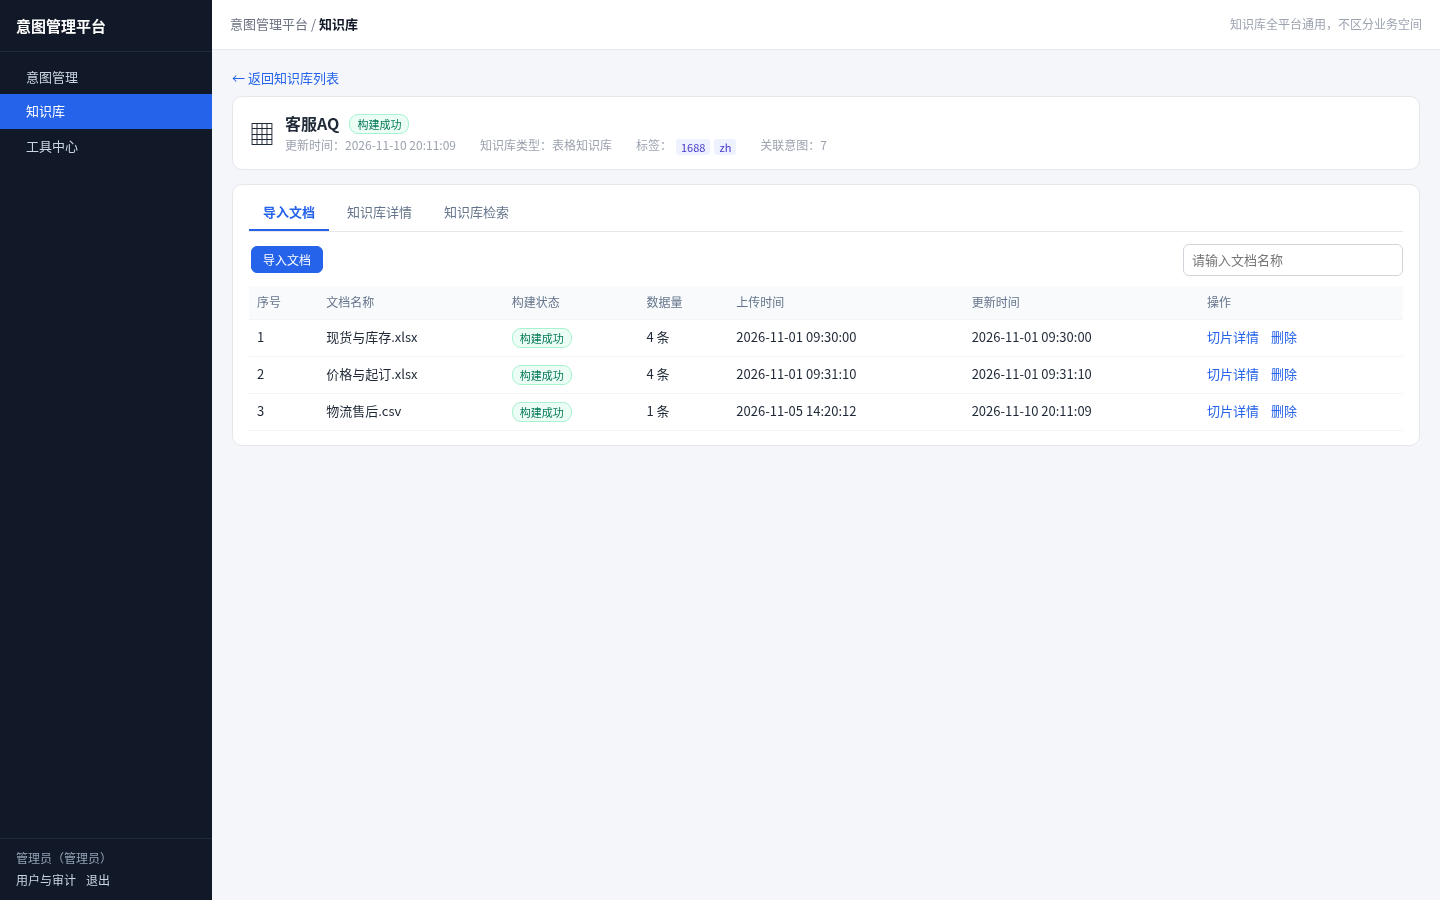 意图管理平台
意图管理
知识库
工具中心
管理员（管理员）
用户与审计 退出
意图管理平台 / 知识库
知识库全平台通用，不区分业务空间
← 返回知识库列表
客服AQ 构建成功
更新时间：2026-11-10 20:11:09 知识库类型：表格知识库 标签： 1688 zh 关联意图：7
导入文档 知识库详情 知识库检索
导入文档 请输入文档名称
序号 文档名称 构建状态 数据量 上传时间 更新时间 操作
1 现货与库存.xlsx 构建成功 4 条 2026-11-01 09:30:00 2026-11-01 09:30:00 切片详情 删除
2 价格与起订.xlsx 构建成功 4 条 2026-11-01 09:31:10 2026-11-01 09:31:10 切片详情 删除
3 物流售后.csv 构建成功 1 条 2026-11-05 14:20:12 2026-11-10 20:11:09 切片详情 删除